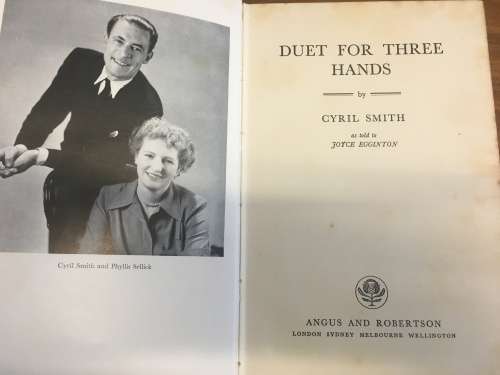 Cyril Smith and Phyllis Sellick
DUET FOR THREE
HANDS
by
CYRIL SMITH
as told to
JOYCE EGGINTON
ANGUS AND ROBERTSON
LONDON SYDNEY MELBOURNE WELLINGTON